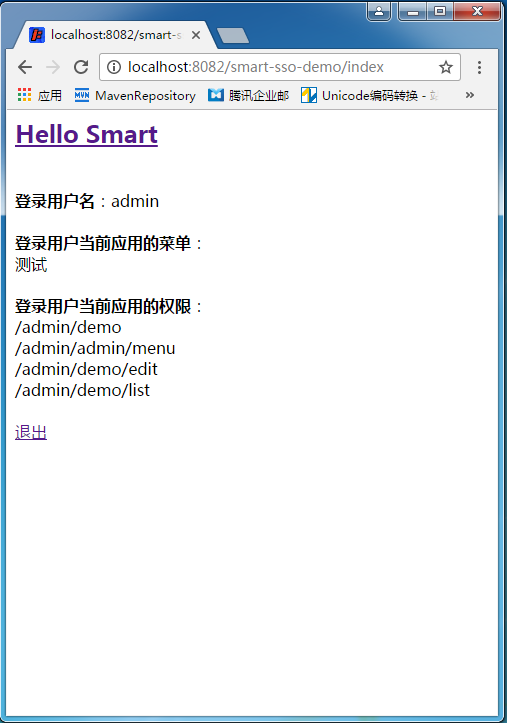 localhost:8082/smart-s
localhost:8082/smart-sso-demo/index
应用 MavenRepository 腾讯企业邮 Unicode编码转换 - 站
Hello Smart
登录用户名：admin
登录用户当前应用的菜单：
测试
登录用户当前应用的权限：
/admin/demo
/admin/admin/menu
/admin/demo/edit
/admin/demo/list
退出